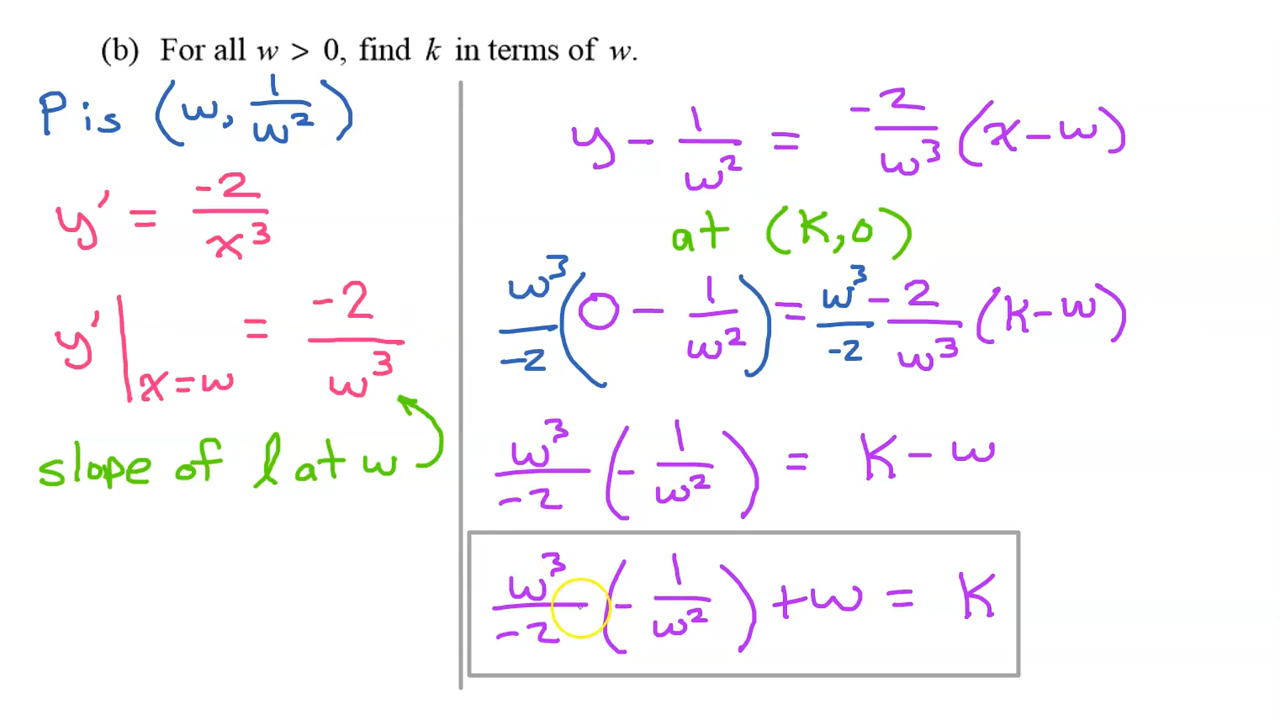 (b) For all w > 0, find k in terms of w.
P is (w, 1/w²)
y' = -2/x³
y'|x=w = -2/w³
slope of l at w
y - 1/w² = -2/w³ (x - w)
at (K, 0)
w³/-2 (0 - 1/w²) = w³/-2 -2/w³ (K - w)
w³/-2 (- 1/w²) = K - w
w³/-2 (- 1/w²) + w = K